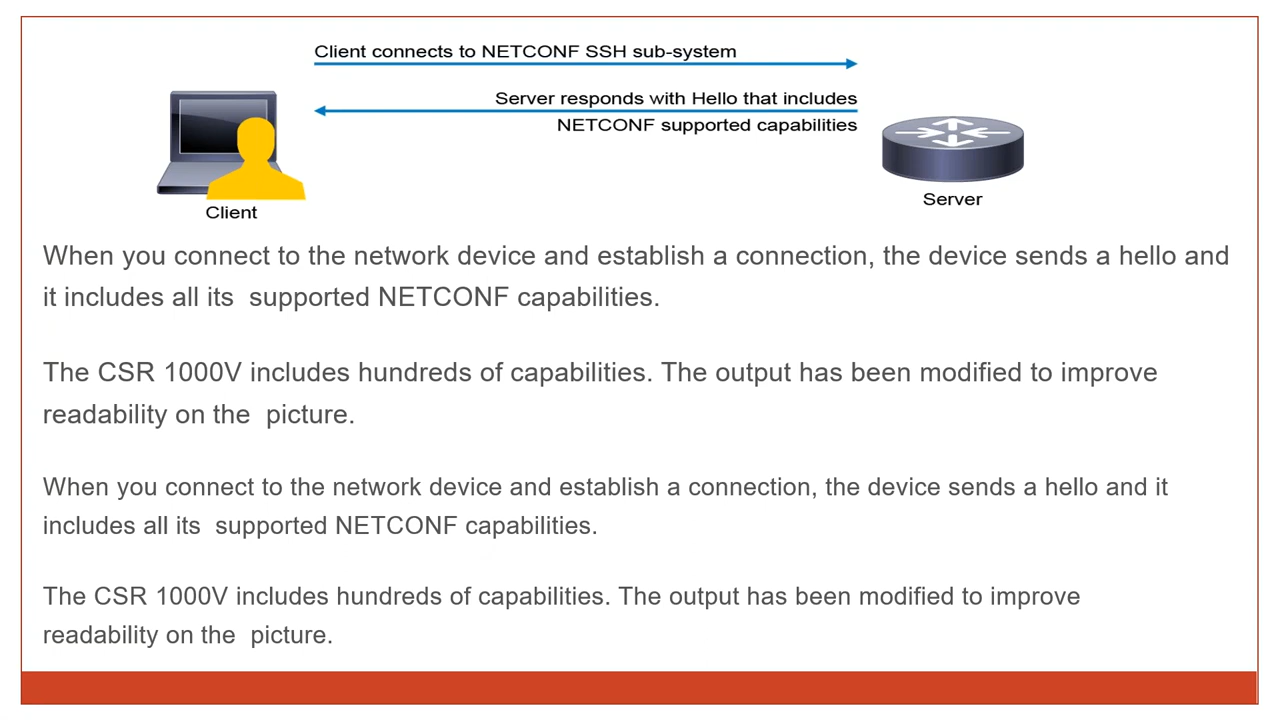 Client connects to NETCONF SSH sub-system
Server responds with Hello that includes
NETCONF supported capabilities
Client
Server
When you connect to the network device and establish a connection, the device sends a hello and
it includes all its  supported NETCONF capabilities.
The CSR 1000V includes hundreds of capabilities. The output has been modified to improve
readability on the  picture.
When you connect to the network device and establish a connection, the device sends a hello and it
includes all its  supported NETCONF capabilities.
The CSR 1000V includes hundreds of capabilities. The output has been modified to improve
readability on the  picture.